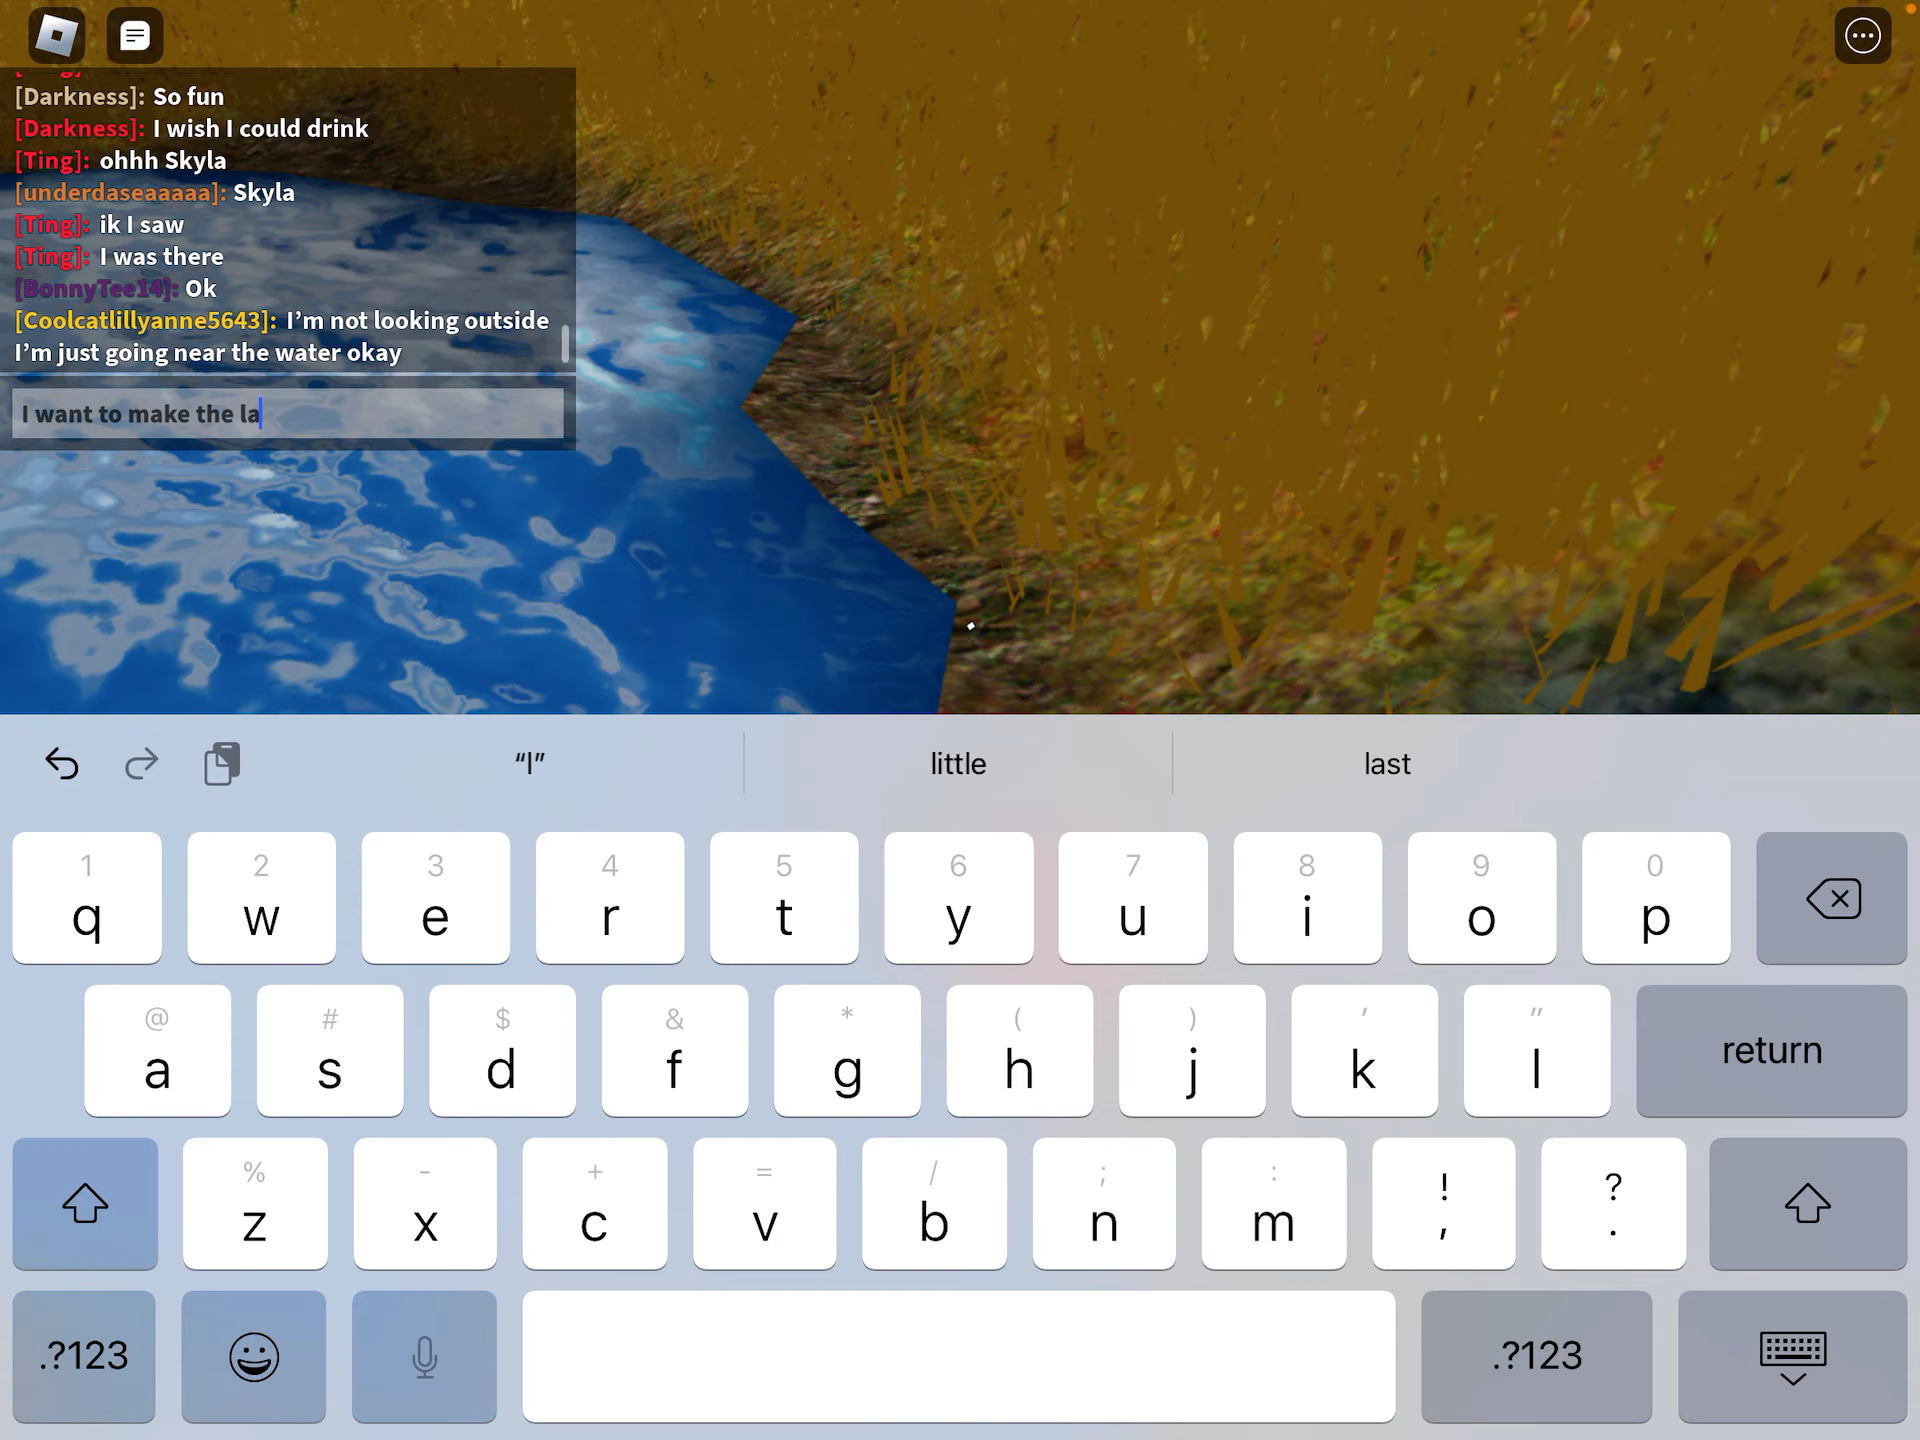 [Darkness]: So fun
[Darkness]: I wish I could drink
[Ting]: ohhh Skyla
[underdaseaaaaa]: Skyla
[Ting]: ik I saw
[Ting]: I was there
[BonnyTee14]: Ok
[Coolcatlillyanne5643]: I’m not looking outside
I’m just going near the water okay
I want to make the la
“l” little last
1 2 3 4 5 6 7 8 9 0
q w e r t y u i o p
@ # $ & * ( ) ' "
a s d f g h j k l return
% - + = / ; : ! ?
z x c v b n m , .
.?123 .?123